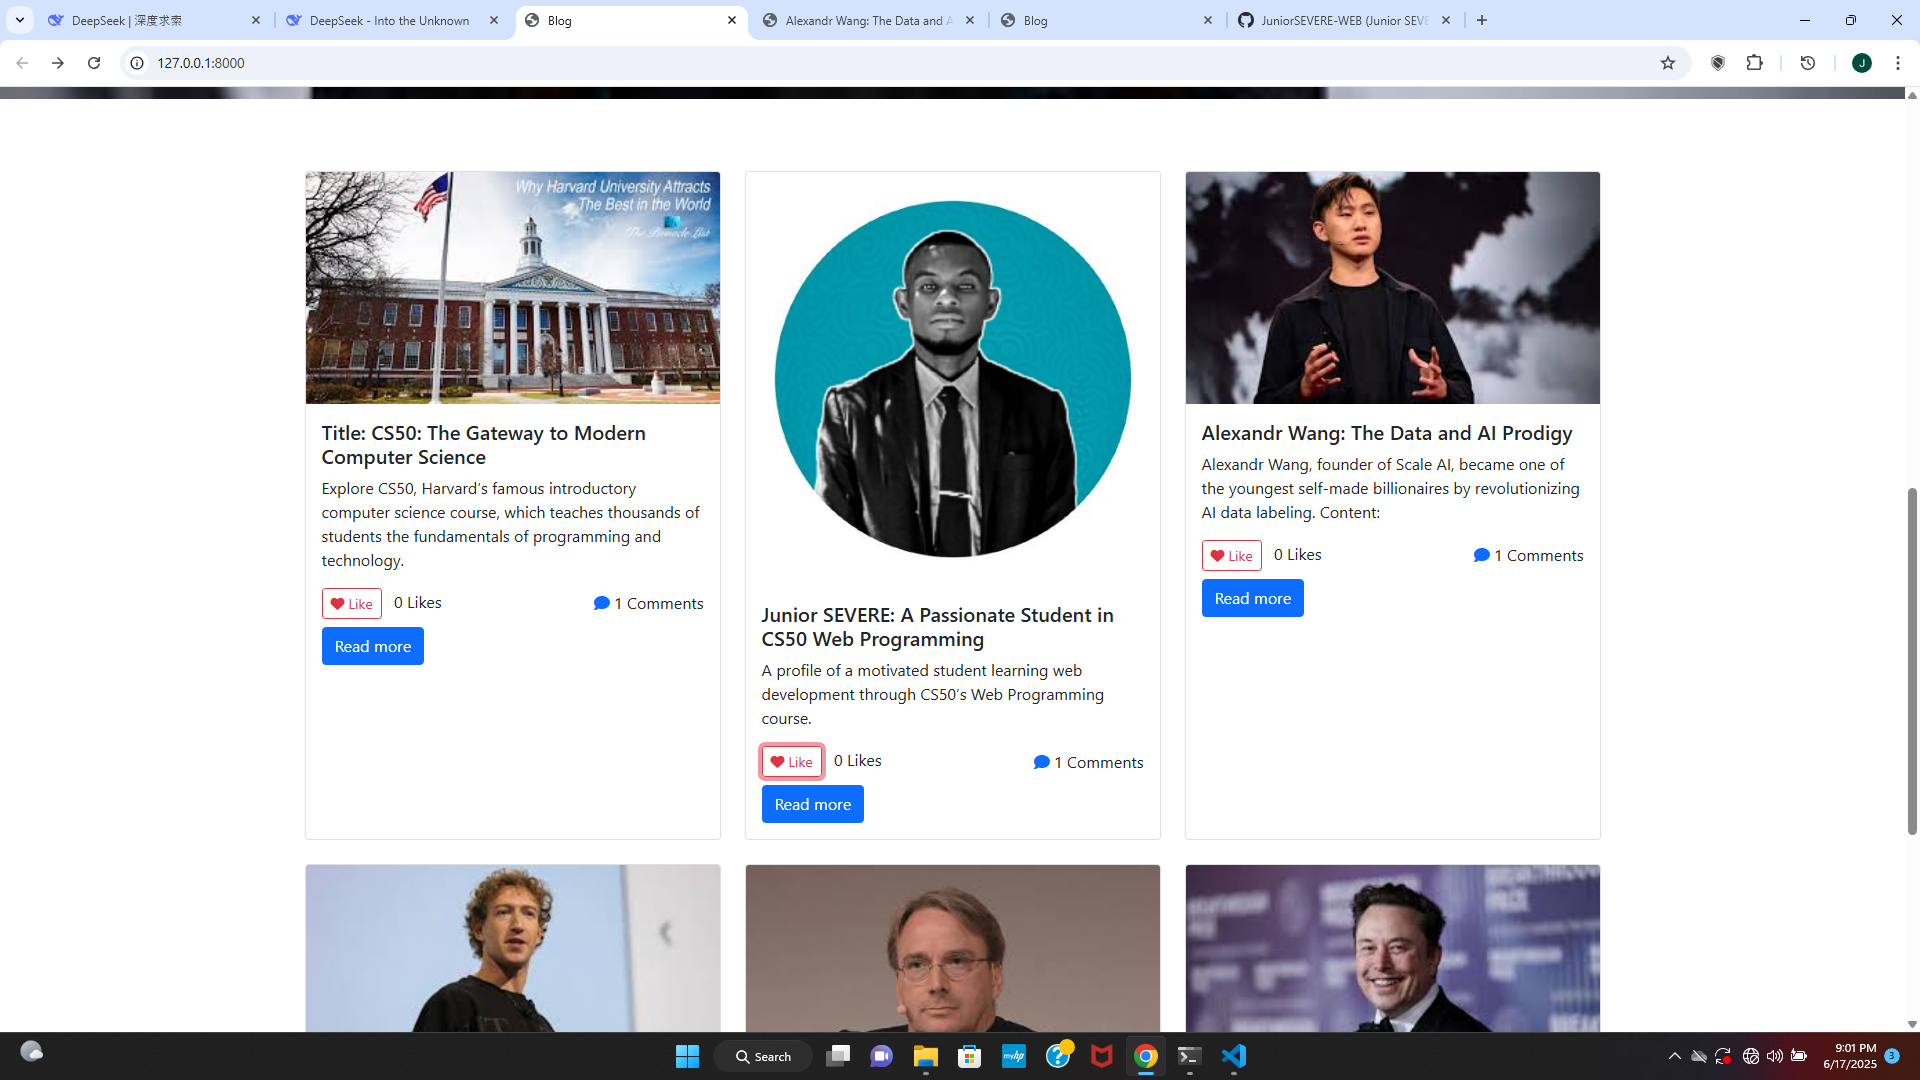 DeepSeek | 深度求索
DeepSeek - Into the Unknown
Blog
Alexandr Wang: The Data and A
Blog
JuniorSEVERE-WEB (Junior SEVE
127.0.0.1:8000
J
Why Harvard University Attracts
The Best in the World
The Pinnacle List
Title: CS50: The Gateway to Modern
Computer Science
Explore CS50, Harvard’s famous introductory
computer science course, which teaches thousands of
students the fundamentals of programming and
technology.
Like
0 Likes
1 Comments
Read more
Junior SEVERE: A Passionate Student in
CS50 Web Programming
A profile of a motivated student learning web
development through CS50’s Web Programming
course.
Like
0 Likes
1 Comments
Read more
Alexandr Wang: The Data and AI Prodigy
Alexandr Wang, founder of Scale AI, became one of
the youngest self-made billionaires by revolutionizing
AI data labeling. Content:
Like
0 Likes
1 Comments
Read more
Search
myhp
9:01 PM
6/17/2025
3